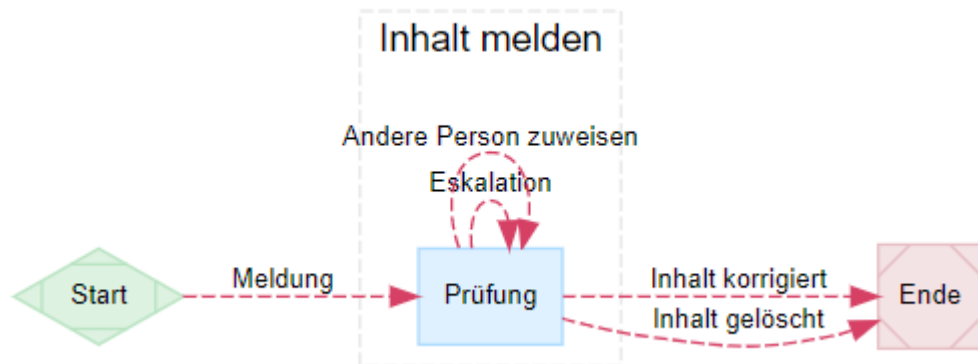 Inhalt melden
Andere Person zuweisen
Eskalation
Start
Meldung
Prüfung
Inhalt korrigiert
Inhalt gelöscht
Ende